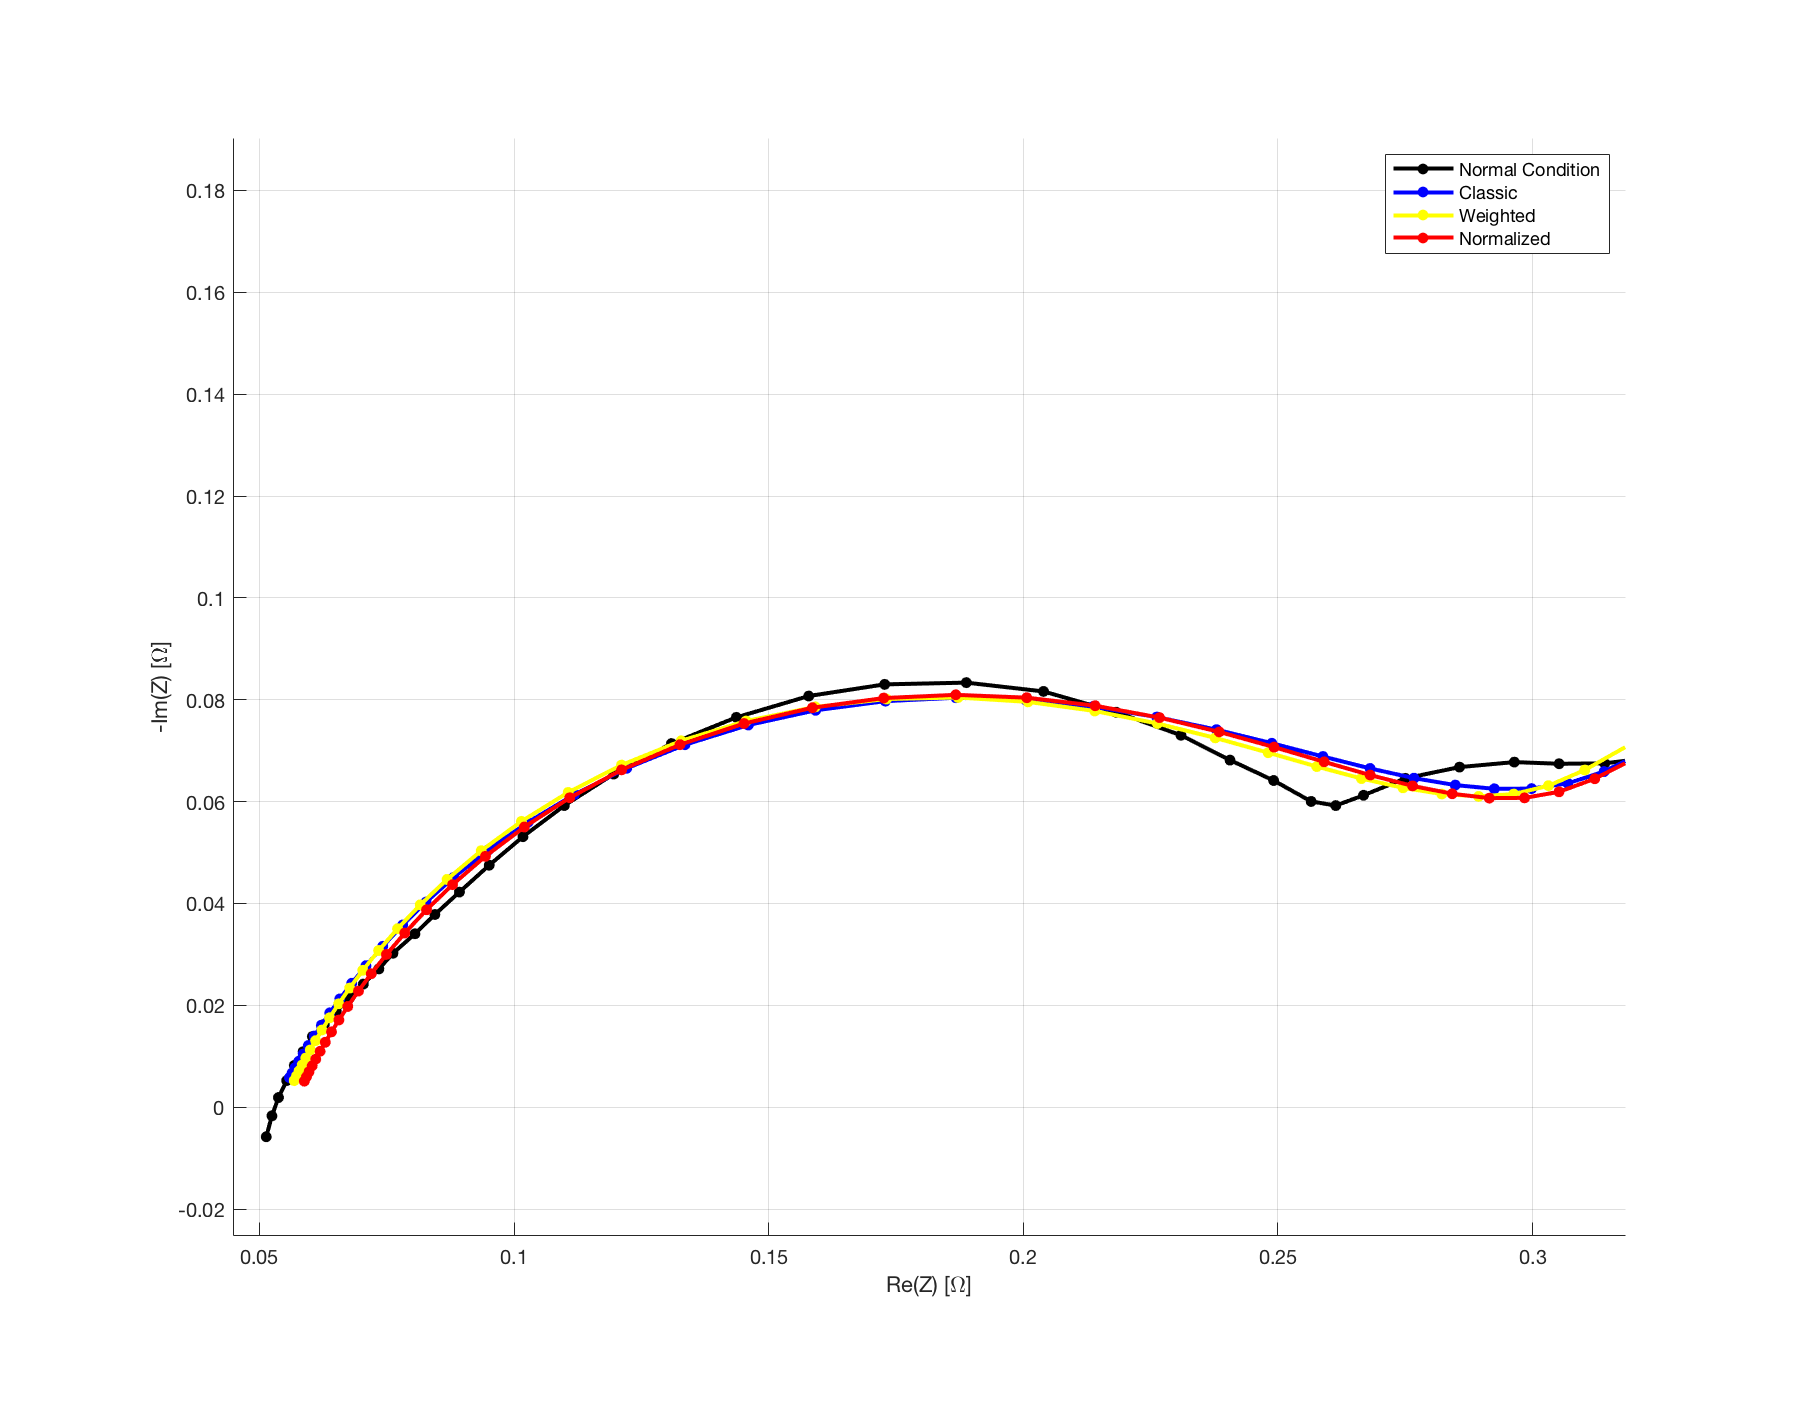 Normal Condition
Classic
Weighted
Normalized
0.18
0.16
0.14
0.12
0.1
0.08
0.06
0.04
0.02
0
-0.02
-Im(Z) [Ω]
0.05 0.1 0.15 0.2 0.25 0.3
Re(Z) [Ω]